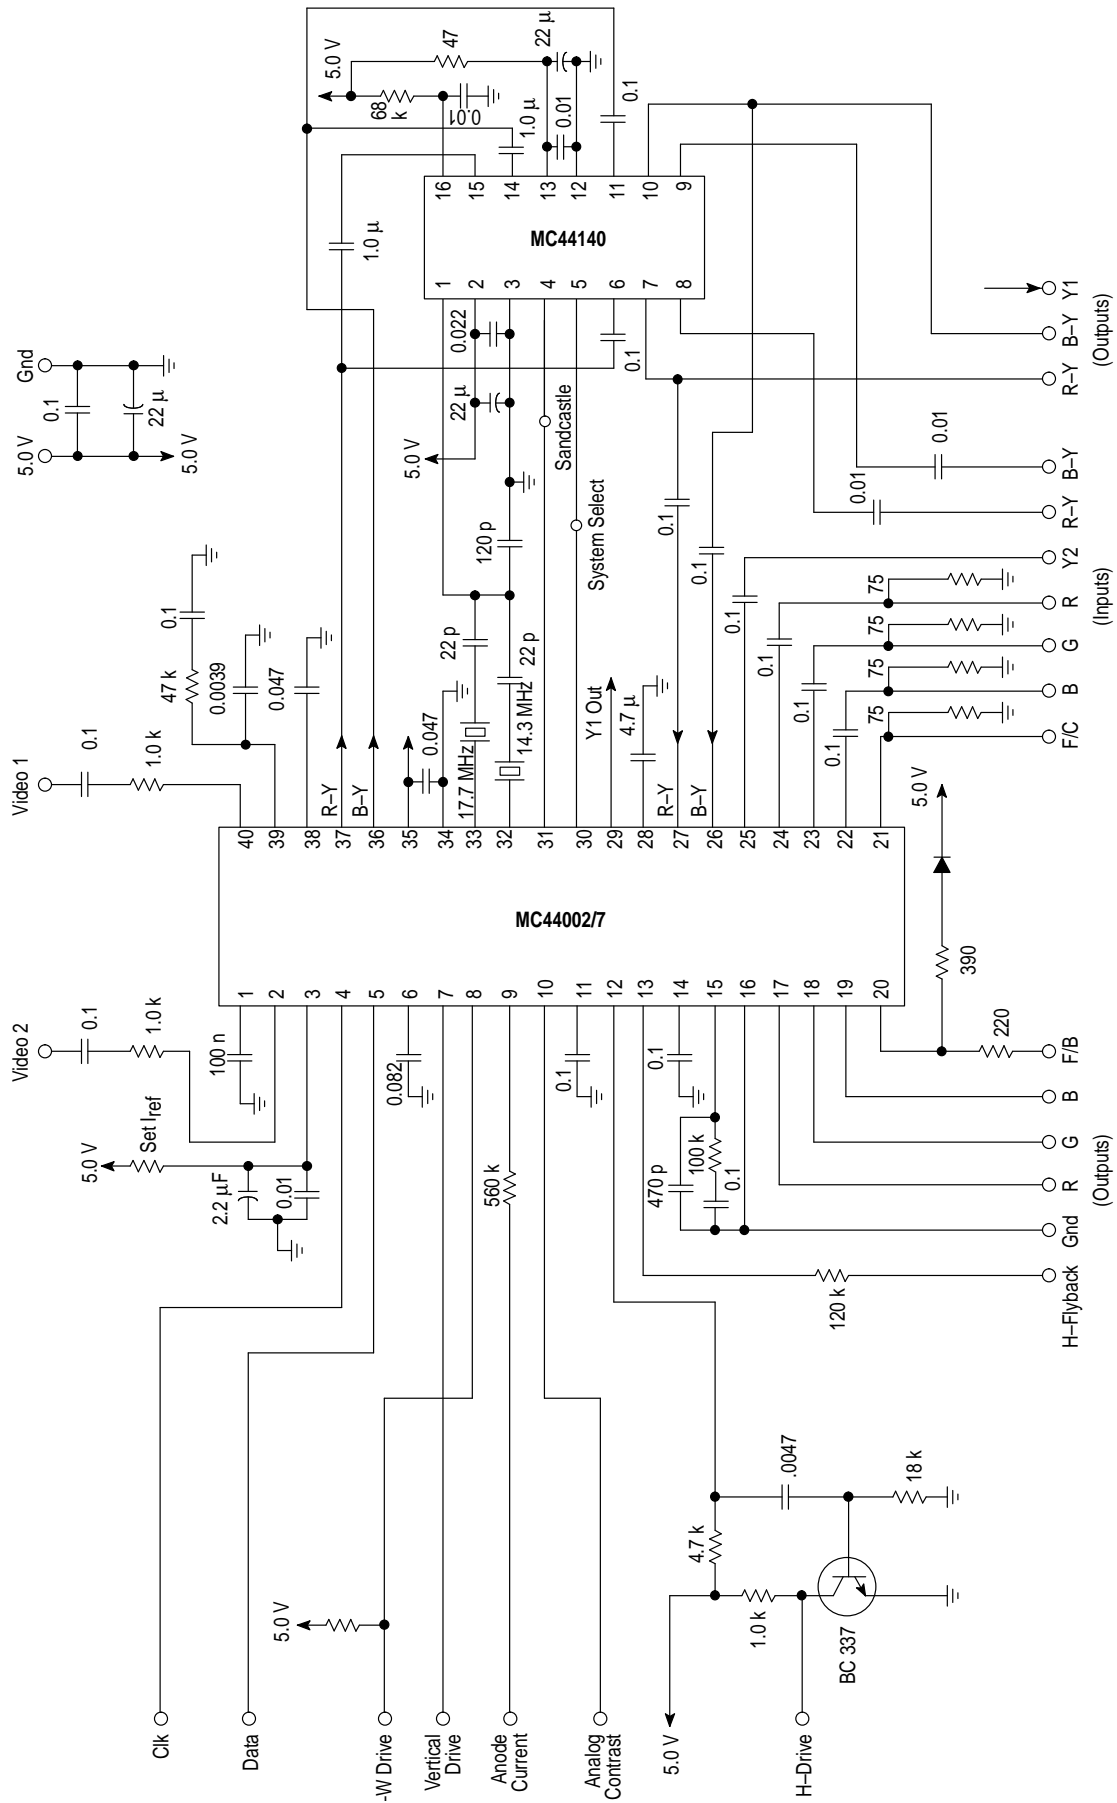 Video 2
0.1
1.0 k
Video 1
0.1
1.0 k
5.0 V
Gnd
0.1
22 µ
5.0 V
5.0 V
Set Iref
2.2 µF
0.01
100 n
0.082
560 k
0.1
0.1
470 p
100 k
0.1
120 k
MC44002/7
1
2
3
4
5
6
7
8
9
10
11
12
13
14
15
16
17
18
19
20
40
39
38
37
36
35
34
33
32
31
30
29
28
27
26
25
24
23
22
21
47 k
0.1
0.0039
0.047
R–Y
B–Y
0.047
17.7 MHz
14.3 MHz
22 p
22 p
120 p
5.0 V
22 µ
0.022
Sandcastle
System Select
Y1 Out
4.7 µ
R–Y
B–Y
0.1
0.1
0.1
0.1
0.1
0.1
75
75
75
75
MC44140
1
2
3
4
5
6
7
8
16
15
14
13
12
11
10
9
1.0 µ
5.0 V
68 k
0.01
47
22 µ
1.0 µ
0.01
0.1
0.1
0.01
0.01
5.0 V
390
220
Clk
Data
-W Drive
5.0 V
Vertical
Drive
Anode
Current
Analog
Contrast
5.0 V
4.7 k
1.0 k
.0047
18 k
BC 337
H–Drive
H–Flyback
Gnd
R
G
B
F/B
(Outputs)
F/C
B
G
R
Y2
R–Y
B–Y
(Inputs)
R–Y
B–Y
Y1
(Outputs)